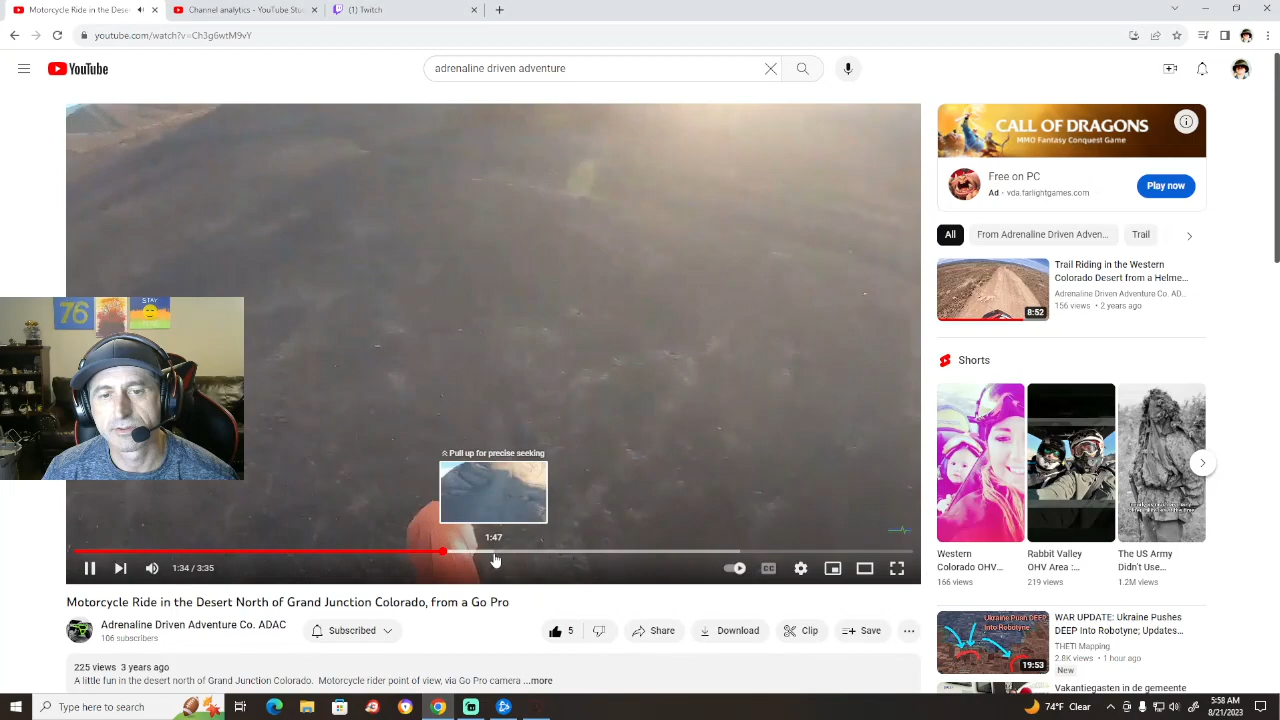 Motorcycle Ride in the Deser
Channel analytics - YouTube Stu
(1) Twitch
youtube.com/watch?v=Ch3g6wtM9vY
YouTube
adrenaline driven adventure
CALL OF DRAGONS
MMO Fantasy Conquest Game
Free on PC
Ad · vda.farlightgames.com
Play now
All
From Adrenaline Driven Adven...
Trail
Trail Riding in the Western
Colorado Desert from a Helme...
Adrenaline Driven Adventure Co. AD...
156 views • 2 years ago
8:52
76
STAY
Shorts
Pull up for precise seeking
1:47
1:34 / 3:35
CC
Western
Colorado OHV...
166 views
Rabbit Valley
OHV Area :...
219 views
The US Army
Didn't Use...
1.2M views
Motorcycle Ride in the Desert North of Grand Junction Colorado, from a Go Pro
Adrenaline Driven Adventure Co. ADAC
106 subscribers
Subscribed
5
Share
Download
Clip
Save
225 views 3 years ago
A little fun in the desert north of Grand Junction Colorado. Motorcycle rider point of view, via Go Pro camera ...more
Ukraine Push DEEP
Into Robotyne
19:53
WAR UPDATE: Ukraine Pushes
DEEP Into Robotyne; Updates...
THETI Mapping
2.8K views • 1 hour ago
New
Vakantiegasten in de gemeente
Type here to search
74°F Clear
5:58 AM
8/21/2023